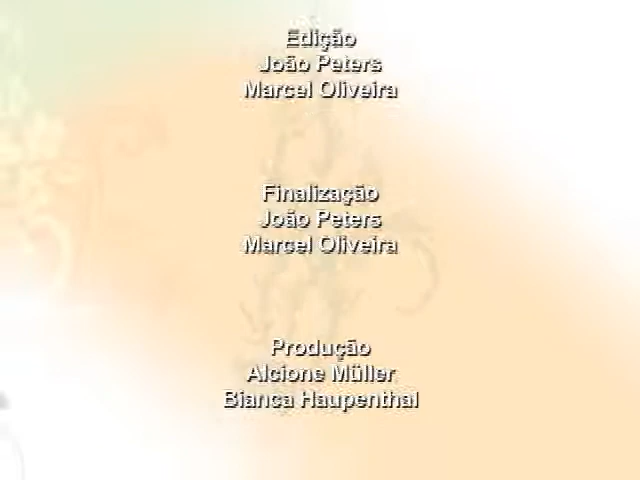 Edição
João Peters
Marcel Oliveira
Finalização
João Peters
Marcel Oliveira
Produção
Alcione Müller
Bianca Haupenthal